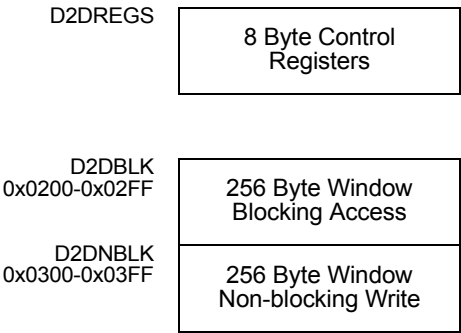 D2DREGS
8 Byte Control
Registers
D2DBLK
0x0200-0x02FF
256 Byte Window
Blocking Access
D2DNBLK
0x0300-0x03FF
256 Byte Window
Non-blocking Write